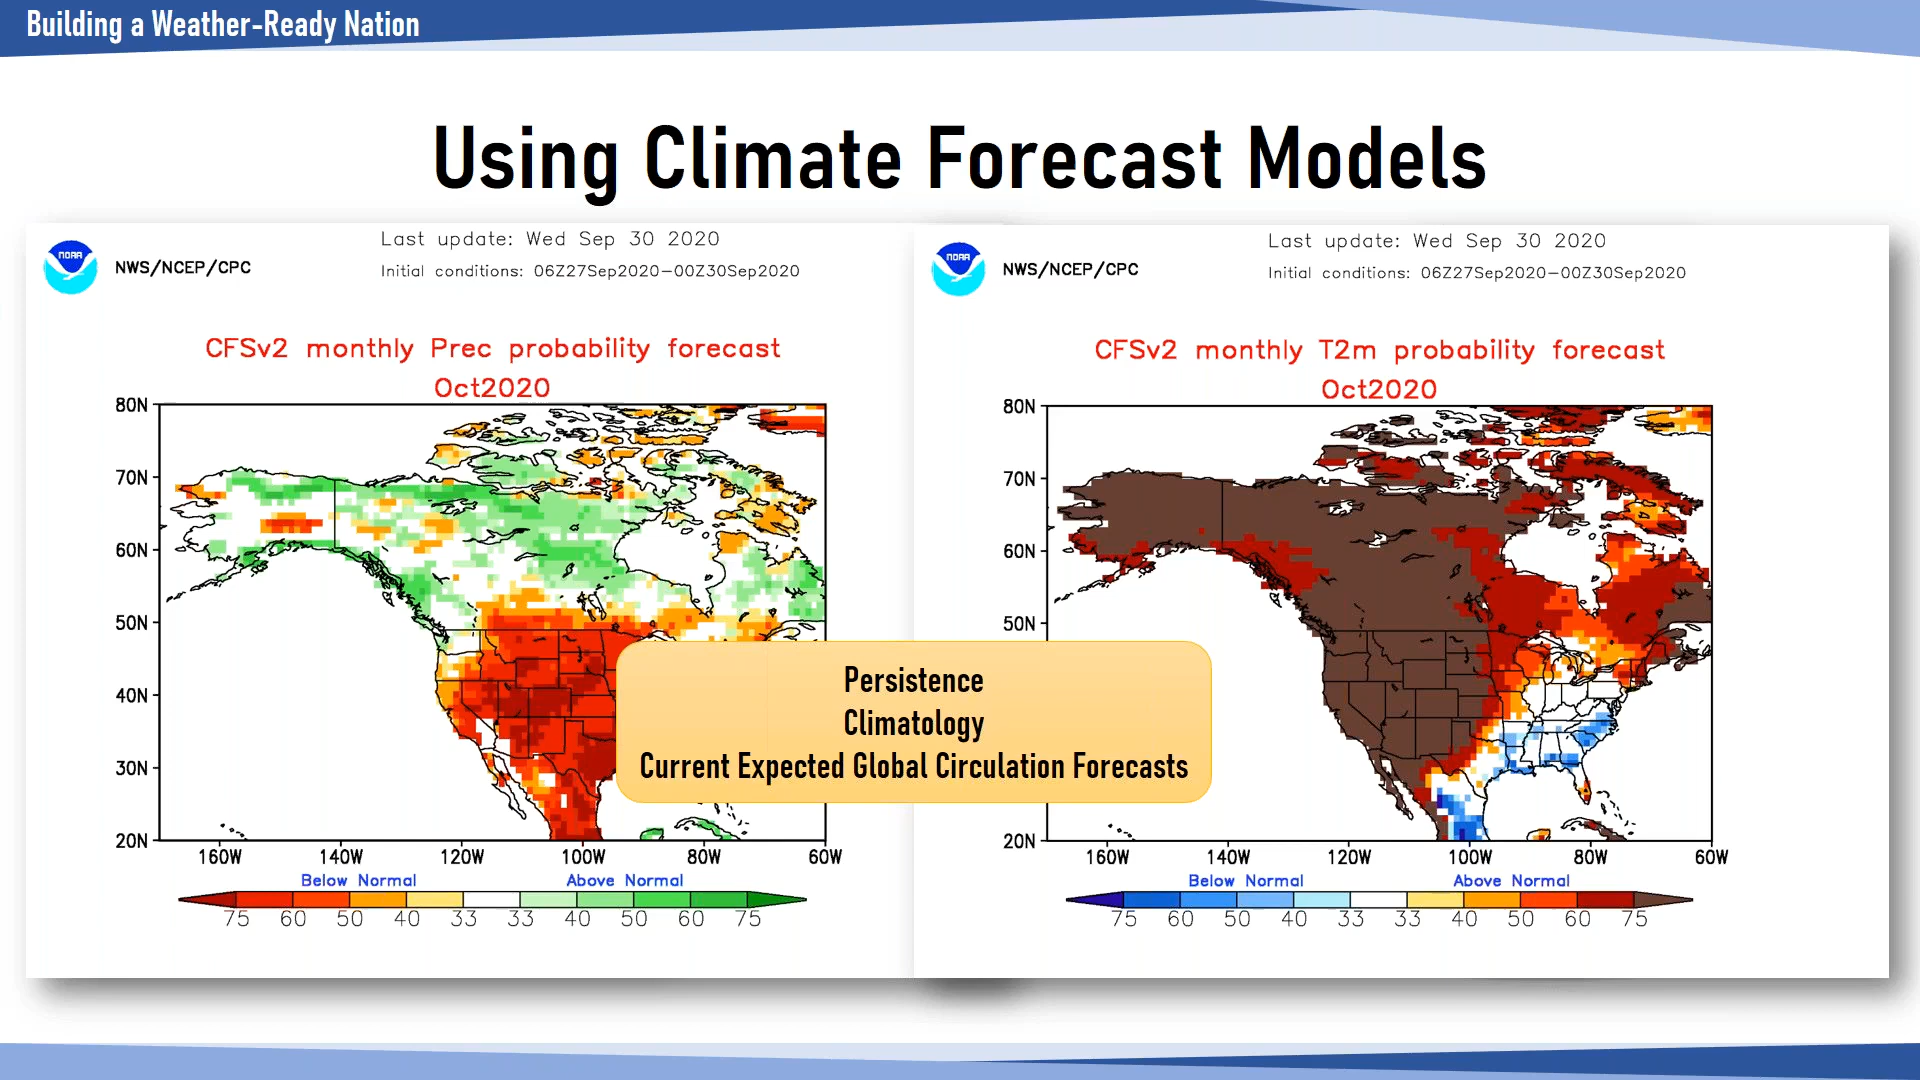 Building a Weather-Ready Nation
Using Climate Forecast Models
NOAA
NWS/NCEP/CPC
Last update: Wed Sep 30 2020
Initial conditions: 06Z27Sep2020-00Z30Sep2020
CFSv2 monthly Prec probability forecast
Oct2020
80N
70N
60N
50N
40N
30N
20N
160W 140W 120W 100W 80W 60W
Below Normal Above Normal
75 60 50 40 33 33 40 50 60 75
NOAA
NWS/NCEP/CPC
Last update: Wed Sep 30 2020
Initial conditions: 06Z27Sep2020-00Z30Sep2020
CFSv2 monthly T2m probability forecast
Oct2020
80N
70N
60N
50N
20N
160W 140W 120W 100W 80W 60W
Below Normal Above Normal
75 60 50 40 33 33 40 50 60 75
Persistence
Climatology
Current Expected Global Circulation Forecasts